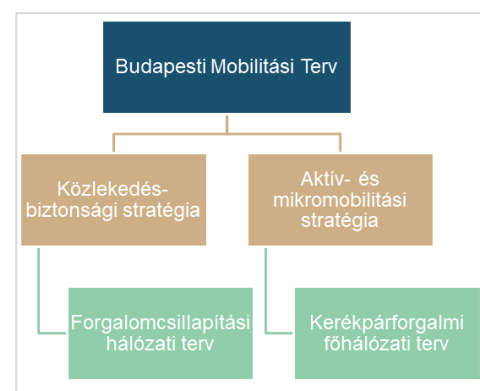 Budapesti Mobilitási Terv
Közlekedés-
biztonsági stratégia
Aktív- és
mikromobilitási
stratégia
Forgalomcsillapítási
hálózati terv
Kerékpárforgalmi
főhálózati terv